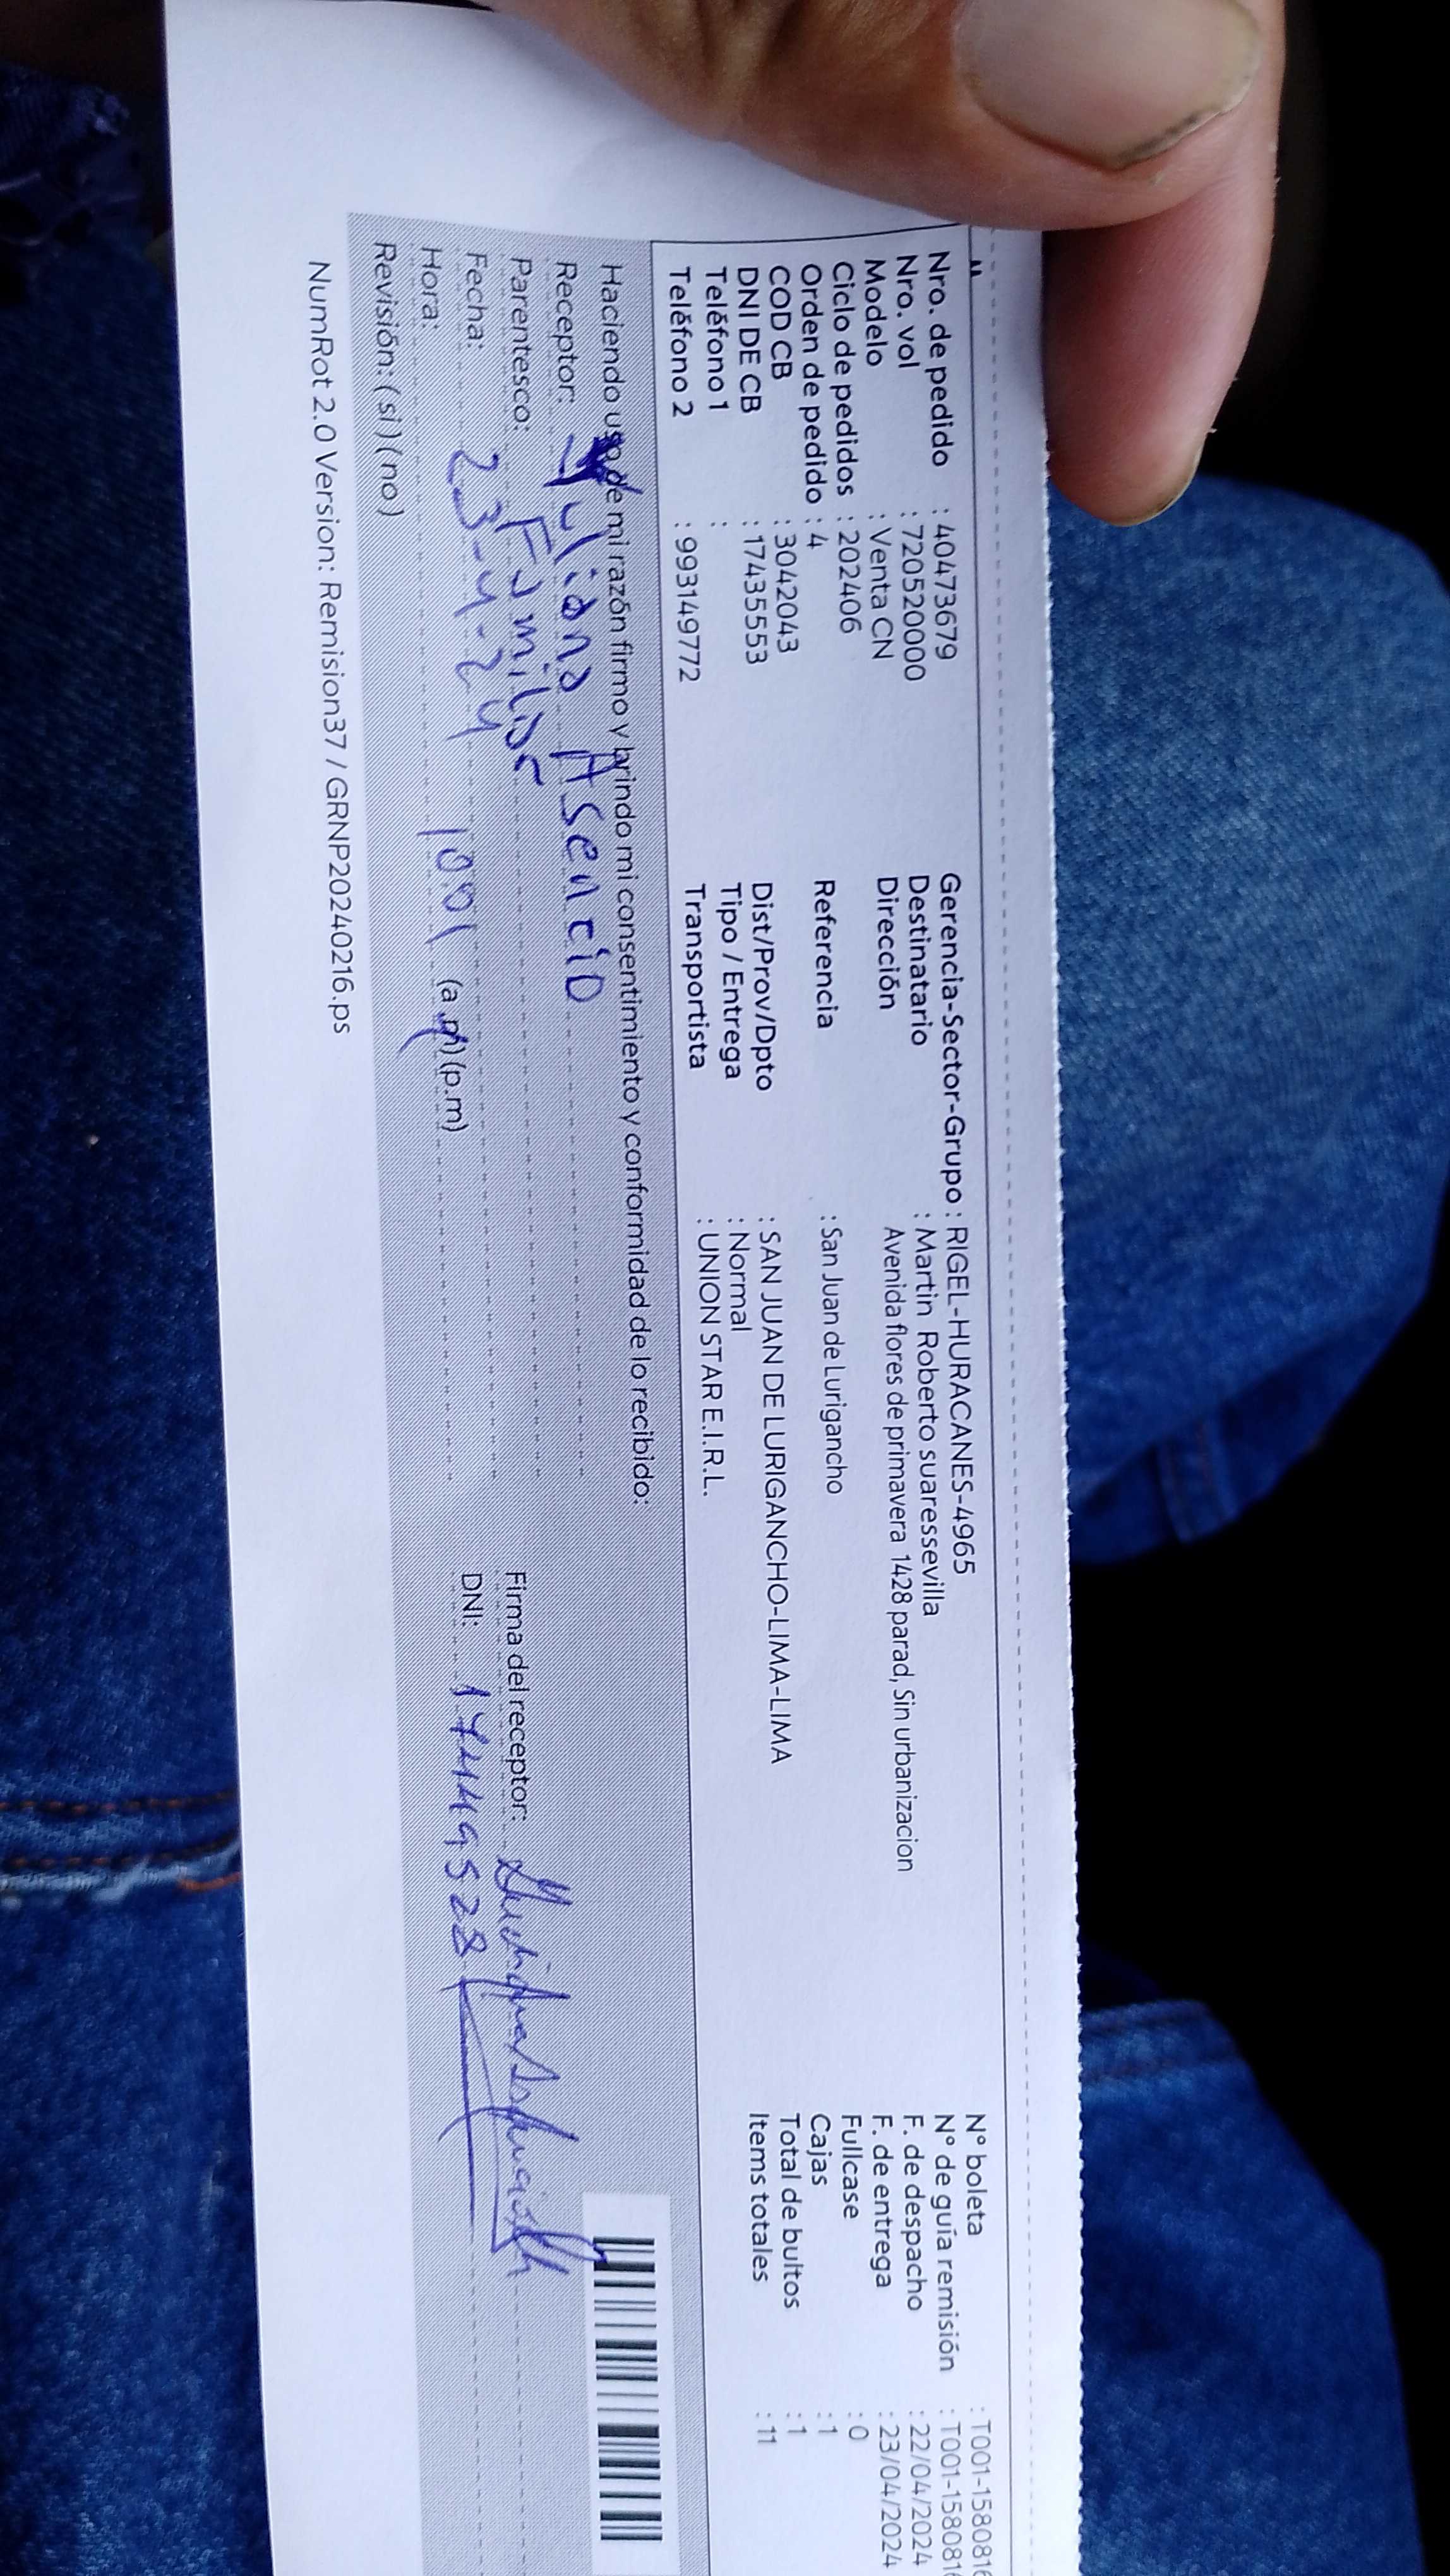 Nro. de pedido : 40473679
Nro. vol : 720520000
Modelo : Venta CN
Ciclo de pedidos : 202406
Orden de pedido : 4
COD CB : 3042043
DNI DE CB : 17435553
Teléfono 1 :
Teléfono 2 : 993149772
Gerencia-Sector-Grupo : RIGEL-HURACANES-4965
Destinatario : Martin Roberto suaressevilla
Dirección Avenida flores de primavera 1428 parad, Sin urbanizacion
Referencia : San Juan de Lurigancho
Dist/Prov/Dpto : SAN JUAN DE LURIGANCHO-LIMA-LIMA
Tipo / Entrega : Normal
Transportista : UNION STAR E.I.R.L.
N° boleta : T001-1580816
N° de guía remisión : T001-1580816
F. de despacho : 22/04/2024
F. de entrega : 23/04/2024
Fullcase : 0
Cajas : 1
Total de bultos : 1
Items totales : 11
Haciendo uso de mi razón firmo y brindo mi consentimiento y conformidad de lo recibido:
Receptor: Juliana Asencio
Parentesco: Familiar
Fecha: 23-4-24
Hora: 1001 (a.m) (p.m)
Revisión: (si) (no)
Firma del receptor:
DNI:
NumRot 2.0 Version: Remision37 / GRNP20240216.ps